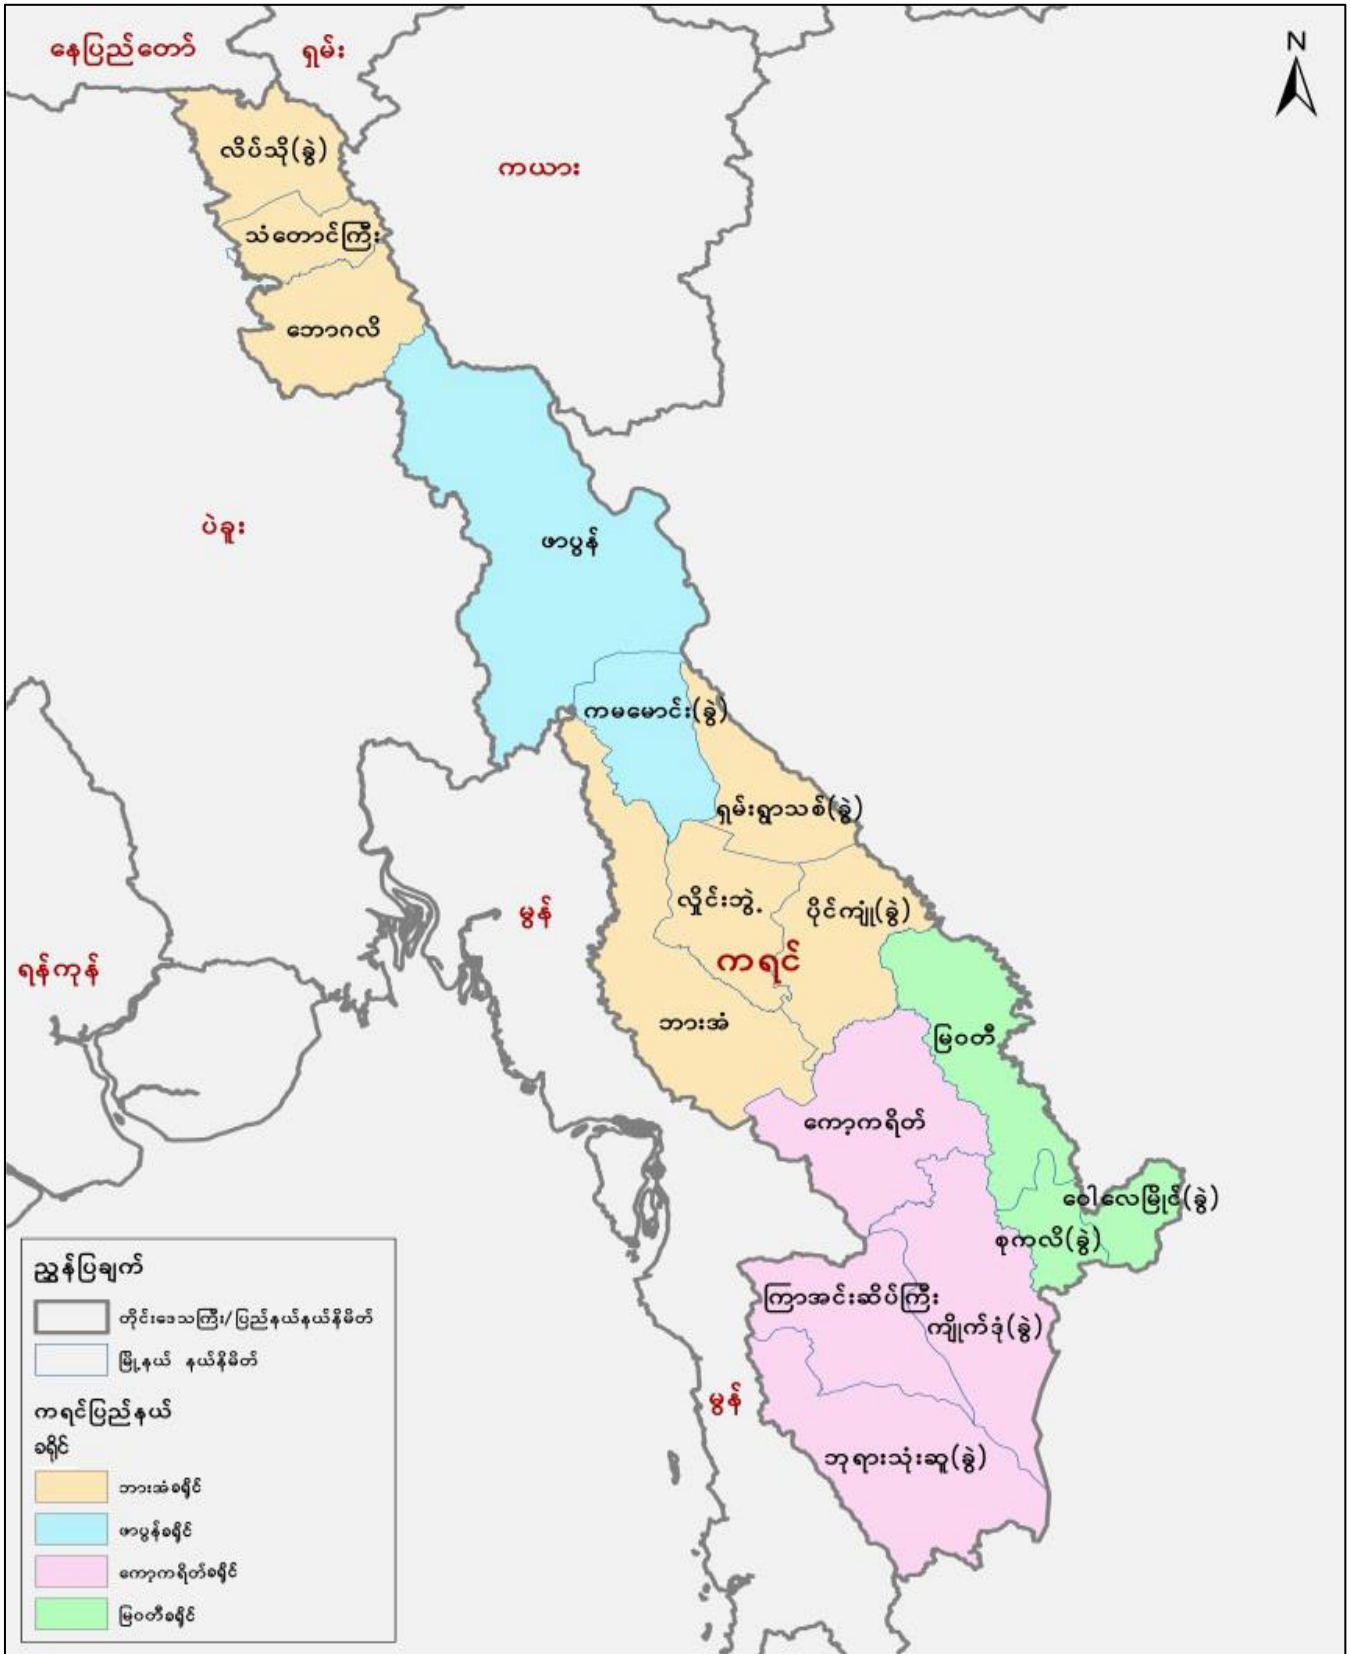 နေပြည်တော်
ရှမ်း
N
လိပ်သို(ခွဲ)
ကယား
သံတောင်ကြီး
ဘောဂလိ
ပဲခူး
ဖာပွန်
ကမမောင်း(ခွဲ)
ရှမ်းရွာသစ်(ခွဲ)
လှိုင်းဘွဲ့
ပိုင်ကျုံ(ခွဲ)
မွန်
ကရင်
ရန်ကုန်
ဘားအံ
မြဝတီ
ကော့ကရိတ်
ဝေါလေမြိုင်(ခွဲ)
စုကလိ(ခွဲ)
ကြာအင်းဆိပ်ကြီး
ကျိုက်ဒုံ(ခွဲ)
မွန်
ဘုရားသုံးဆူ(ခွဲ)
ညွှန်ပြချက်
တိုင်းဒေသကြီး/ပြည်နယ်နယ်နိမိတ်
မြို့နယ် နယ်နိမိတ်
ကရင်ပြည်နယ်
ခရိုင်
ဘားအံခရိုင်
ဖာပွန်ခရိုင်
ကော့ကရိတ်ခရိုင်
မြဝတီခရိုင်